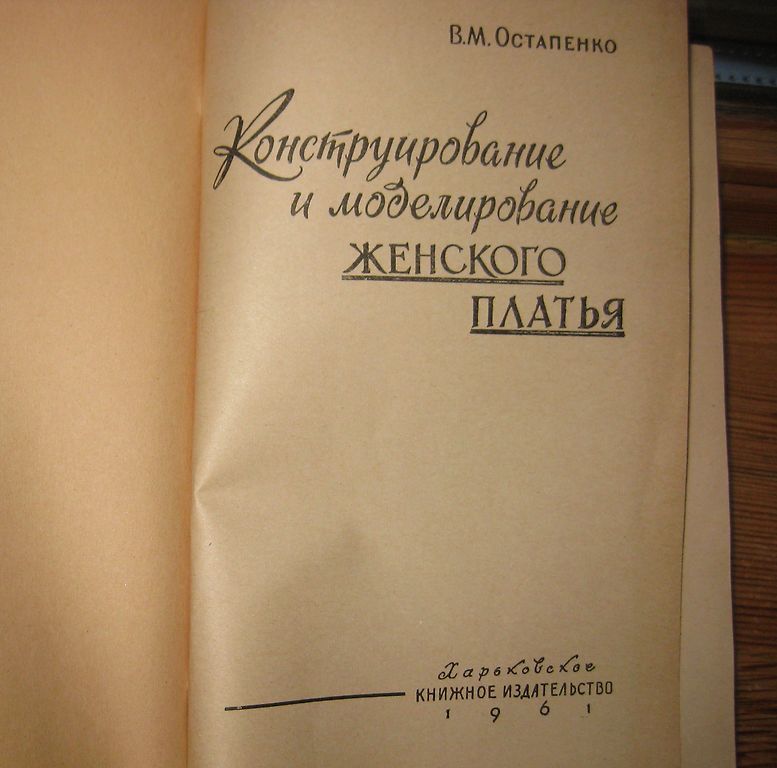 В.М. Остапенко
Конструирование
и моделирование
ЖЕНСКОГО
ПЛАТЬЯ
Харьковское
КНИЖНОЕ ИЗДАТЕЛЬСТВО
1961